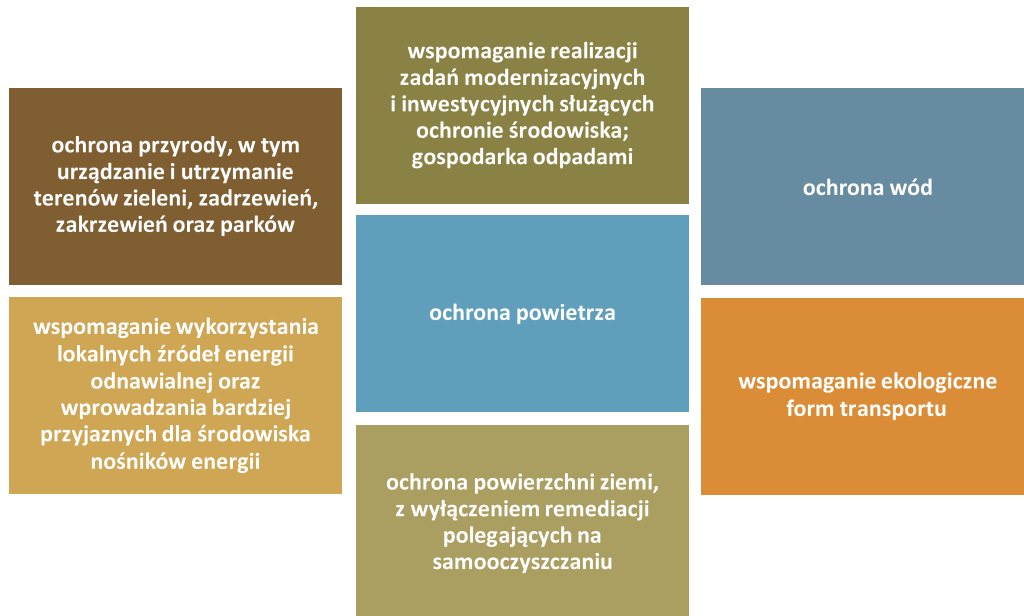 ochrona przyrody, w tym
urządzanie i utrzymanie
terenów zieleni, zadrzewień,
zakrzewień oraz parków
wspomaganie wykorzystania
lokalnych źródeł energii
odnawialnej oraz
wprowadzania bardziej
przyjaznych dla środowiska
nośników energii
wspomaganie realizacji
zadań modernizacyjnych
i inwestycyjnych służących
ochronie środowiska;
gospodarka odpadami
ochrona powietrza
ochrona powierzchni ziemi,
z wyłączeniem remediacji
polegających na
samooczyszczaniu
ochrona wód
wspomaganie ekologiczne
form transportu